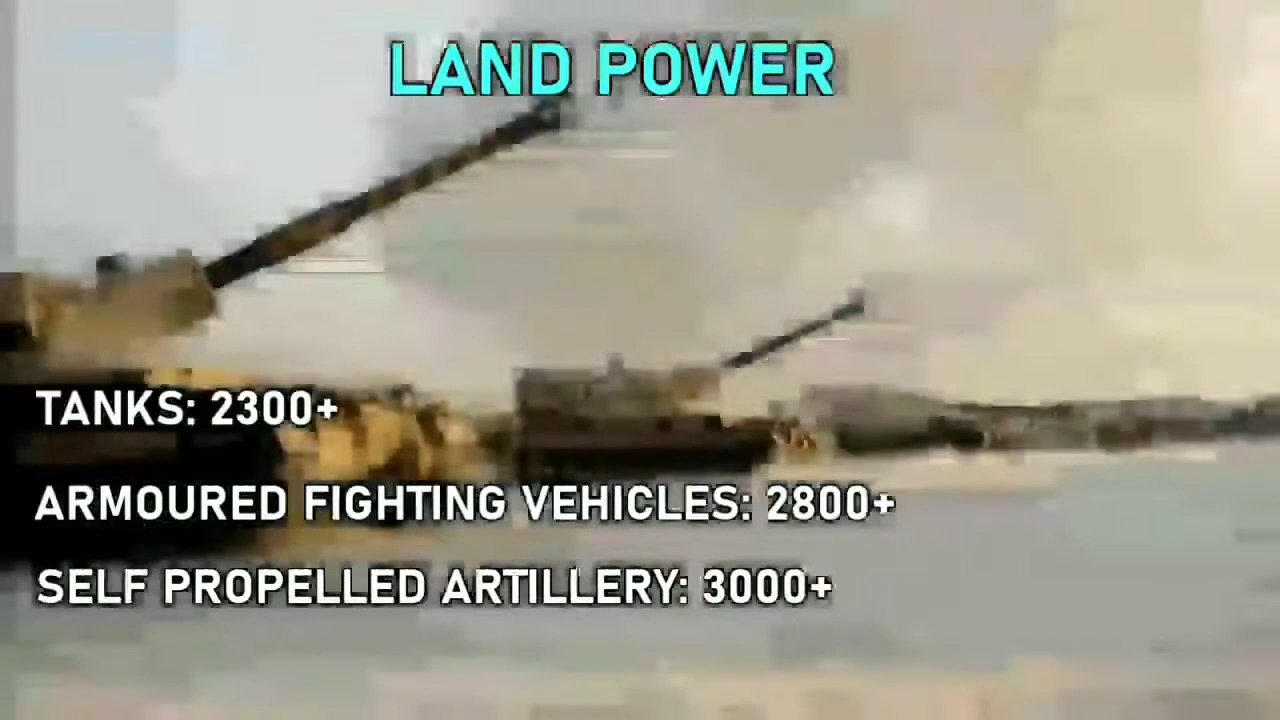 LAND POWER
TANKS: 2300+
ARMOURED FIGHTING VEHICLES: 2800+
SELF PROPELLED ARTILLERY: 3000+